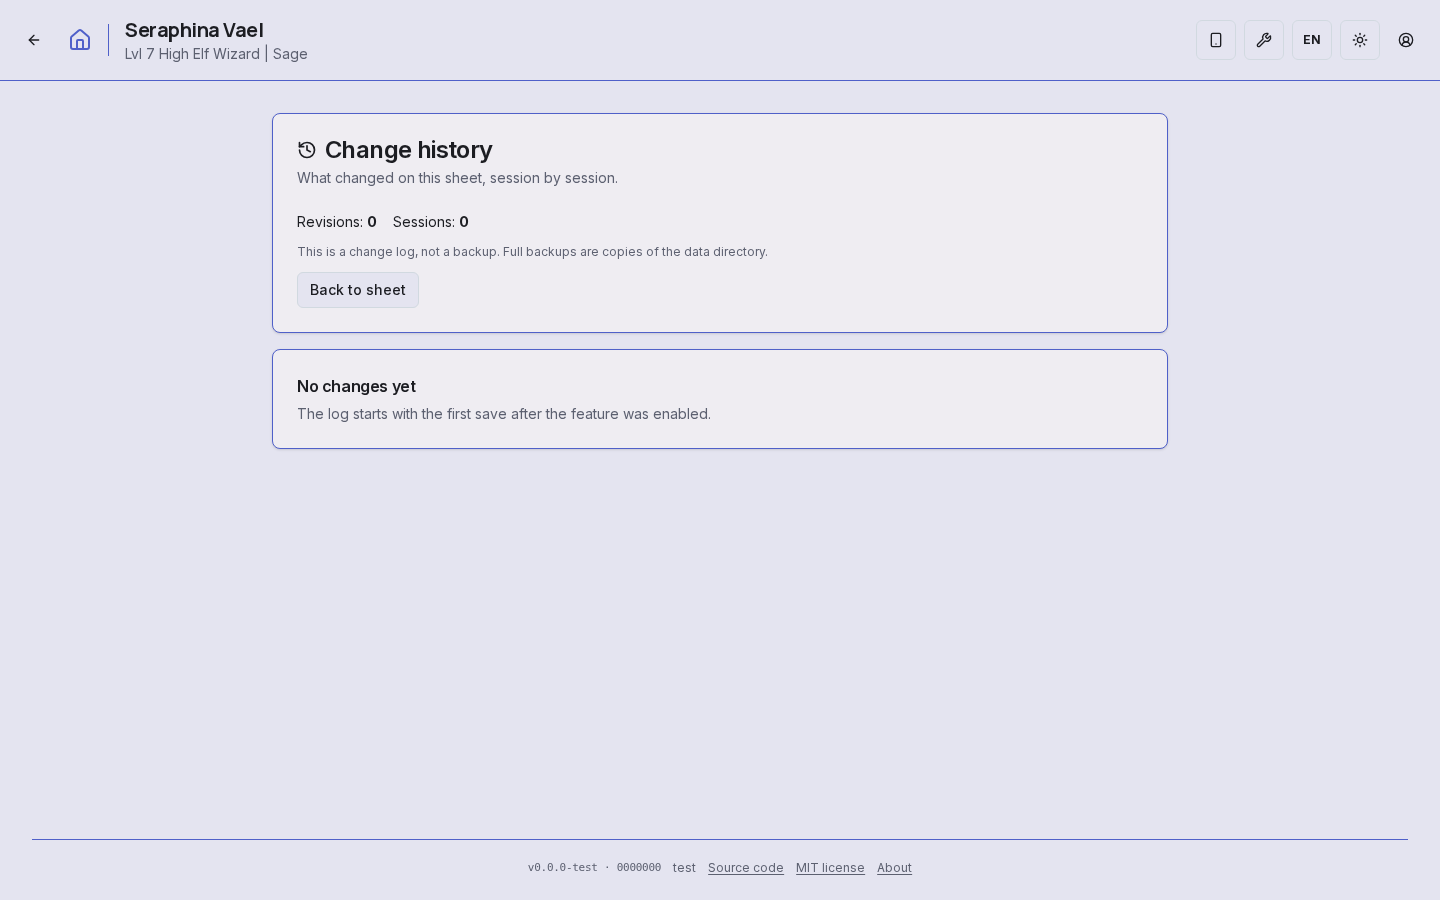 Seraphina Vael
Lvl 7 High Elf Wizard | Sage
EN
Change history
What changed on this sheet, session by session.
Revisions: 0 Sessions: 0
This is a change log, not a backup. Full backups are copies of the data directory.
Back to sheet
No changes yet
The log starts with the first save after the feature was enabled.
v0.0.0-test · 0000000 test Source code MIT license About